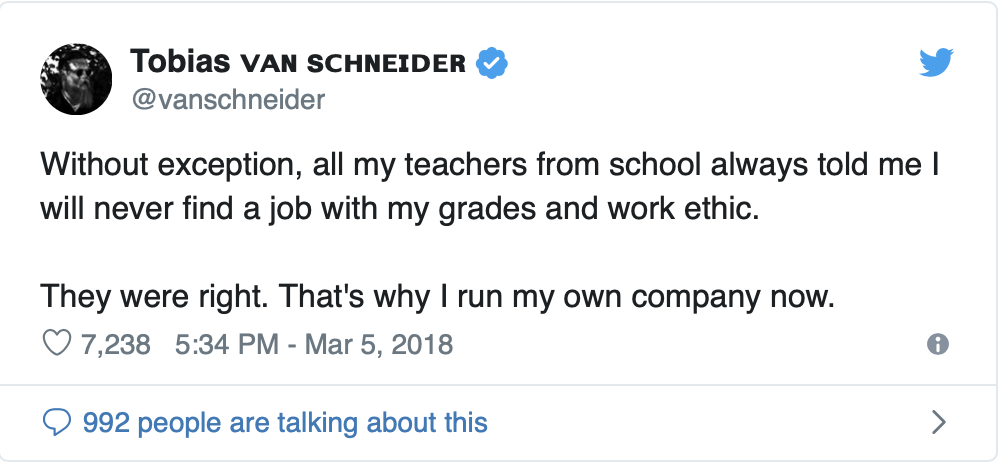 Tobias VAN SCHNEIDER
@vanschneider
Without exception, all my teachers from school always told me I
will never find a job with my grades and work ethic.
They were right. That's why I run my own company now.
7,238 5:34 PM - Mar 5, 2018
992 people are talking about this